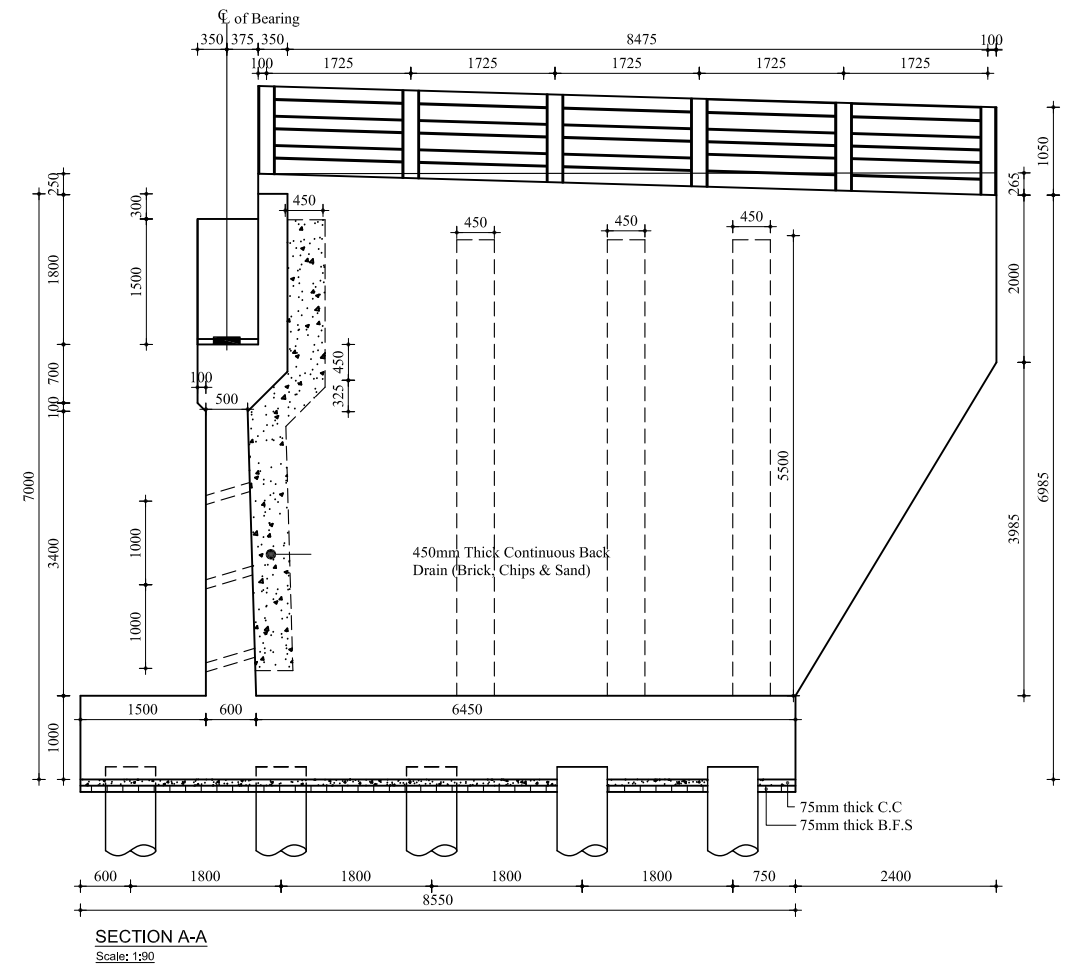 ℄ of Bearing
350 375 350 8475 100
100 1725 1725 1725 1725 1725
1050
265
250
300
450
450
450
450
1800
1500
2000
700
100
450
325
100
500
7000
5500
6985
3985
3400
1000
1000
450mm Thick Continuous Back
Drain (Brick, Chips & Sand)
1500 600 6450
1000
75mm thick C.C
75mm thick B.F.S
600 1800 1800 1800 1800 750 2400
8550
SECTION A-A
Scale: 1:90